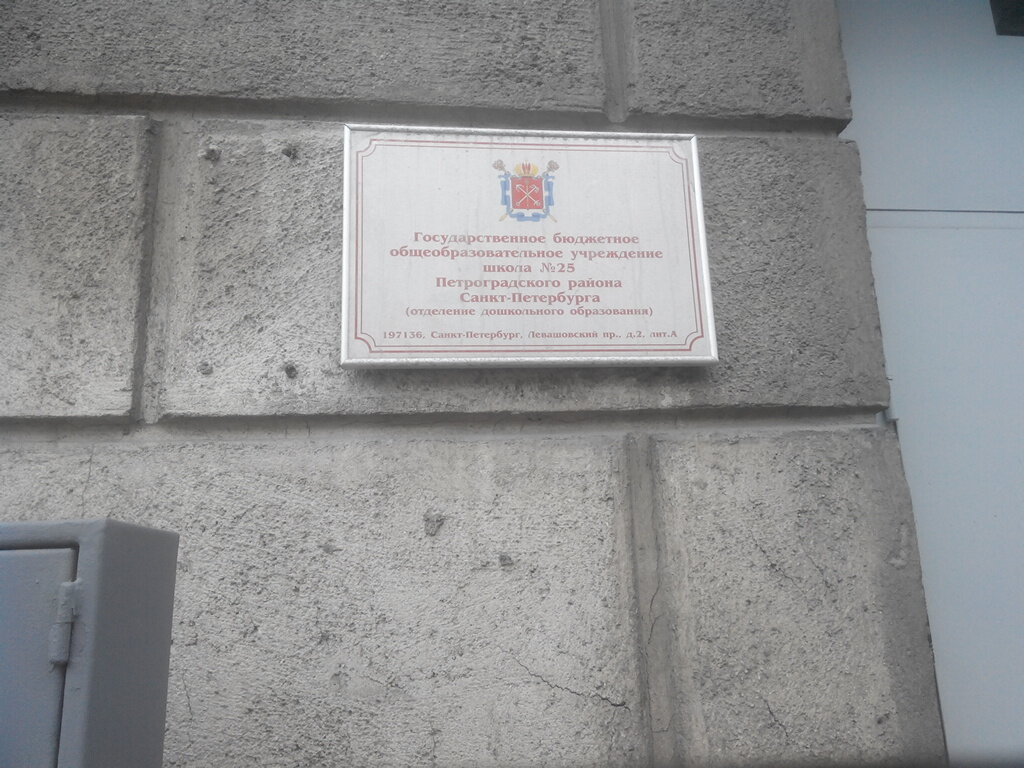 Государственное бюджетное
общеобразовательное учреждение
школа №25
Петроградского района
Санкт-Петербурга
(отделение дошкольного образования)
197136, Санкт-Петербург, Левашовский пр., д.2, лит.А